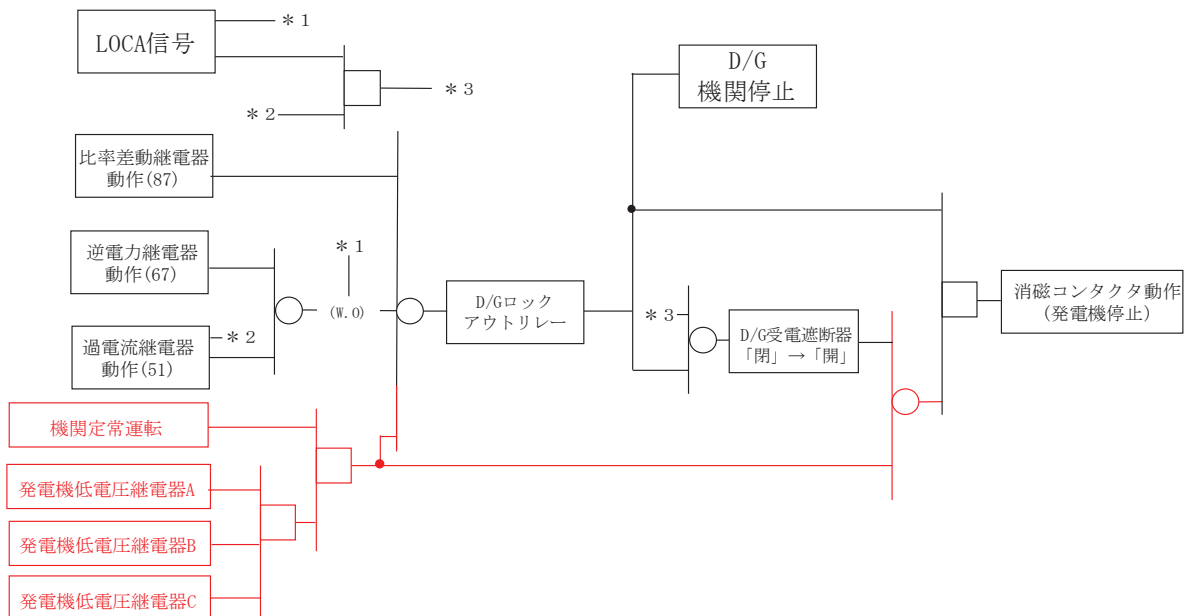 LOCA信号
＊1
＊2
＊3
D/G
機関停止
比率差動継電器
動作(87)
逆電力継電器
動作(67)
＊1
(W.O)
過電流継電器
動作(51)
＊2
D/Gロック
アウトリレー
＊3
D/G受電遮断器
「閉」→「開」
消磁コンタクタ動作
(発電機停止)
機関定常運転
発電機低電圧継電器A
発電機低電圧継電器B
発電機低電圧継電器C